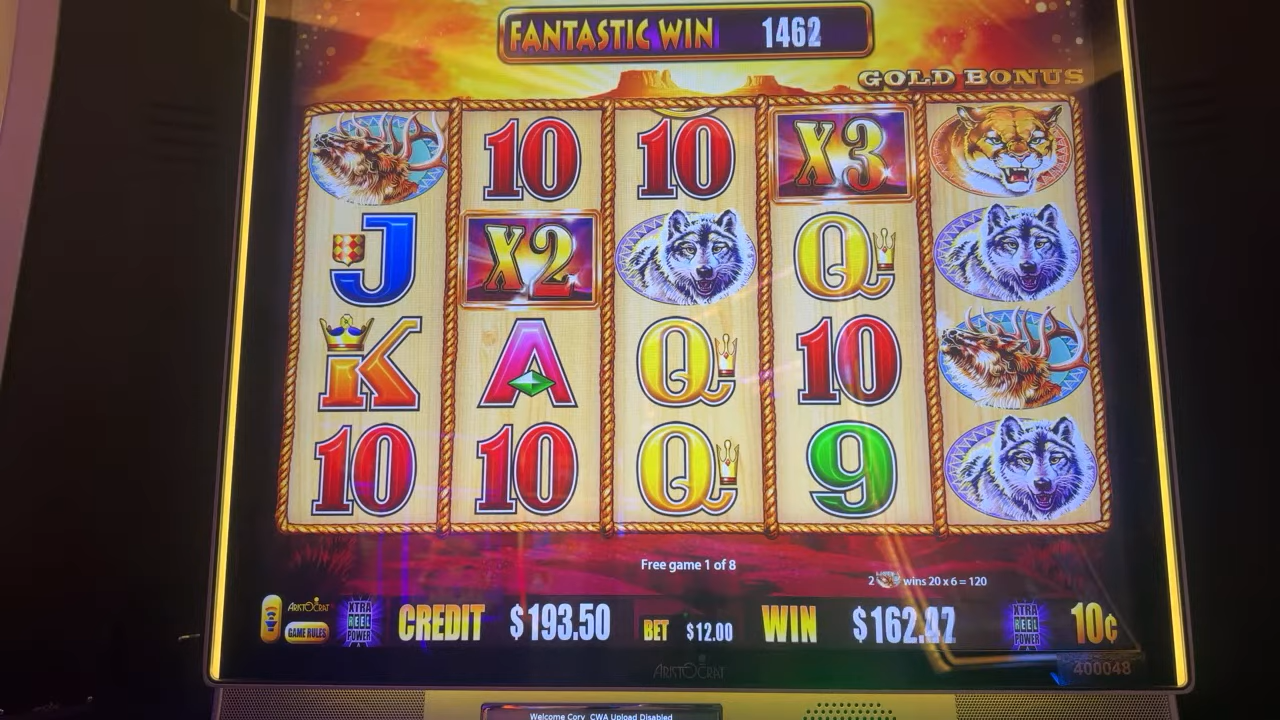 FANTASTIC WIN 1462
GOLD BONUS
10 10 X3
J X2 Q
K A Q 10
10 10 Q 9
Free game 1 of 8
2 wins 20 x 6 = 120
ARISTOCRAT
GAME RULES
XTRA REEL POWER
CREDIT $193.50
BET $12.00
WIN $162.47
XTRA REEL POWER
10¢
ARISTOCRAT
400048
Welcome Cory CWA Upload Disabled